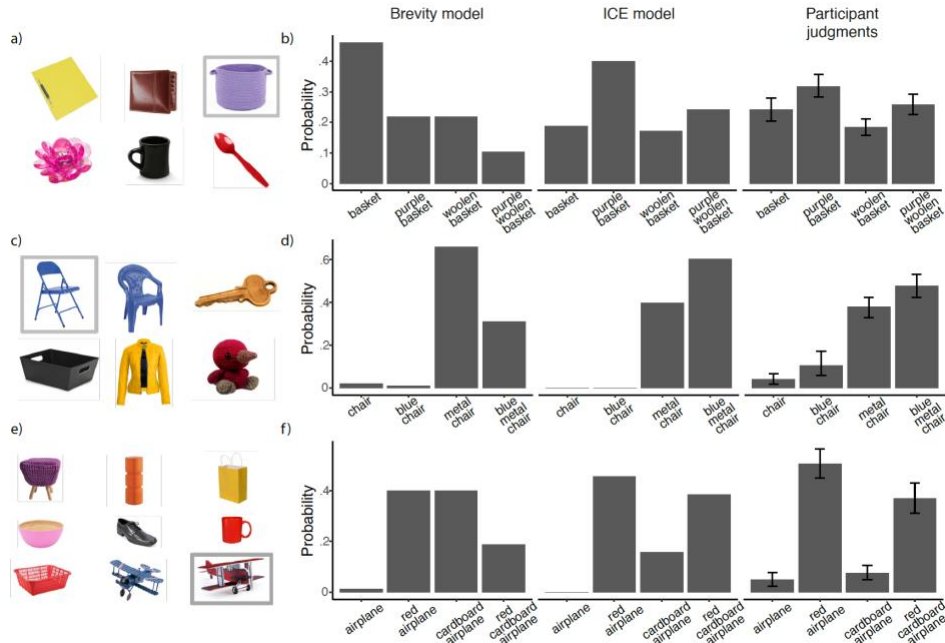 Brevity model
ICE model
Participant
judgments
a)
b)
Probability
.4
.3
.2
.1
0
basket
purple
basket
woolen
basket
purple
woolen
basket
basket
purple
basket
woolen
basket
purple
woolen
basket
basket
purple
basket
woolen
basket
purple
woolen
basket
c)
d)
Probability
.6
.4
.2
0
chair
blue
chair
metal
chair
blue
metal
chair
chair
blue
chair
metal
chair
blue
metal
chair
chair
blue
chair
metal
chair
blue
metal
chair
e)
f)
Probability
.4
.2
0
airplane
red
airplane
cardboard
airplane
red
cardboard
airplane
airplane
red
airplane
cardboard
airplane
red
cardboard
airplane
airplane
red
airplane
cardboard
airplane
red
cardboard
airplane